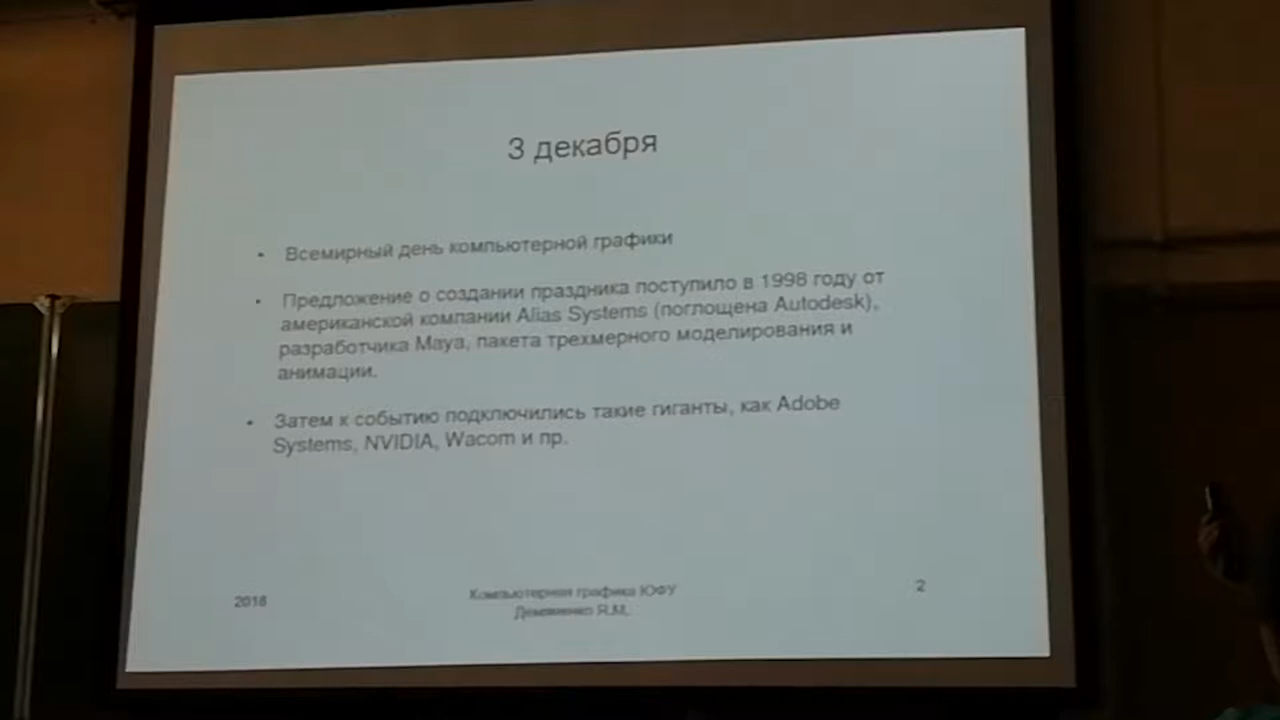 3 декабря
• Всемирный день компьютерной графики
• Предложение о создании праздника поступило в 1998 году от
американской компании Alias Systems (поглощена Autodesk),
разработчика Maya, пакета трехмерного моделирования и
анимации.
• Затем к событию подключились такие гиганты, как Adobe
Systems, NVIDIA, Wacom и пр.
2018
Компьютерная графика ЮФУ
Я.М.
2